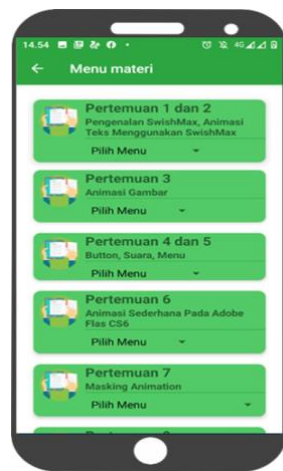 14.54
4G
Menu materi
Pertemuan 1 dan 2
Pengenalan SwishMax, Animasi
Teks Menggunakan SwishMax
Pilih Menu
Pertemuan 3
Animasi Gambar
Pilih Menu
Pertemuan 4 dan 5
Button, Suara, Menu
Pilih Menu
Pertemuan 6
Animasi Sederhana Pada Adobe
Flas CS6
Pilih Menu
Pertemuan 7
Masking Animation
Pilih Menu